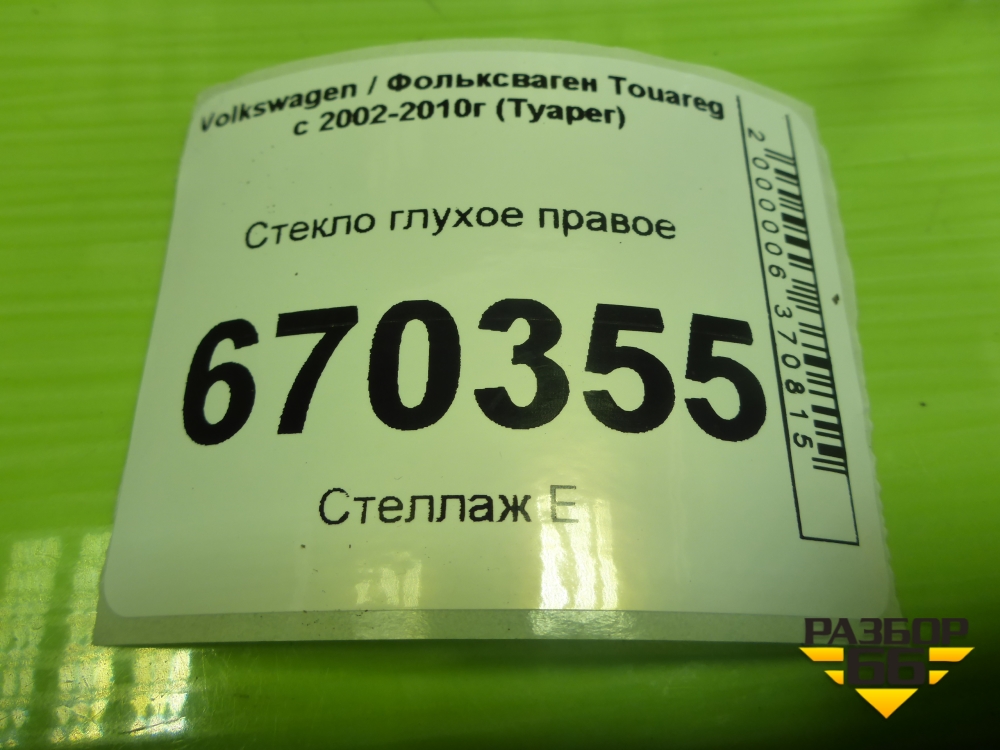 Volkswagen / Фольксваген Touareg
с 2002-2010г (Туарег)
Стекло глухое правое
670355
Стеллаж E
2000006370815
РАЗБОР
66